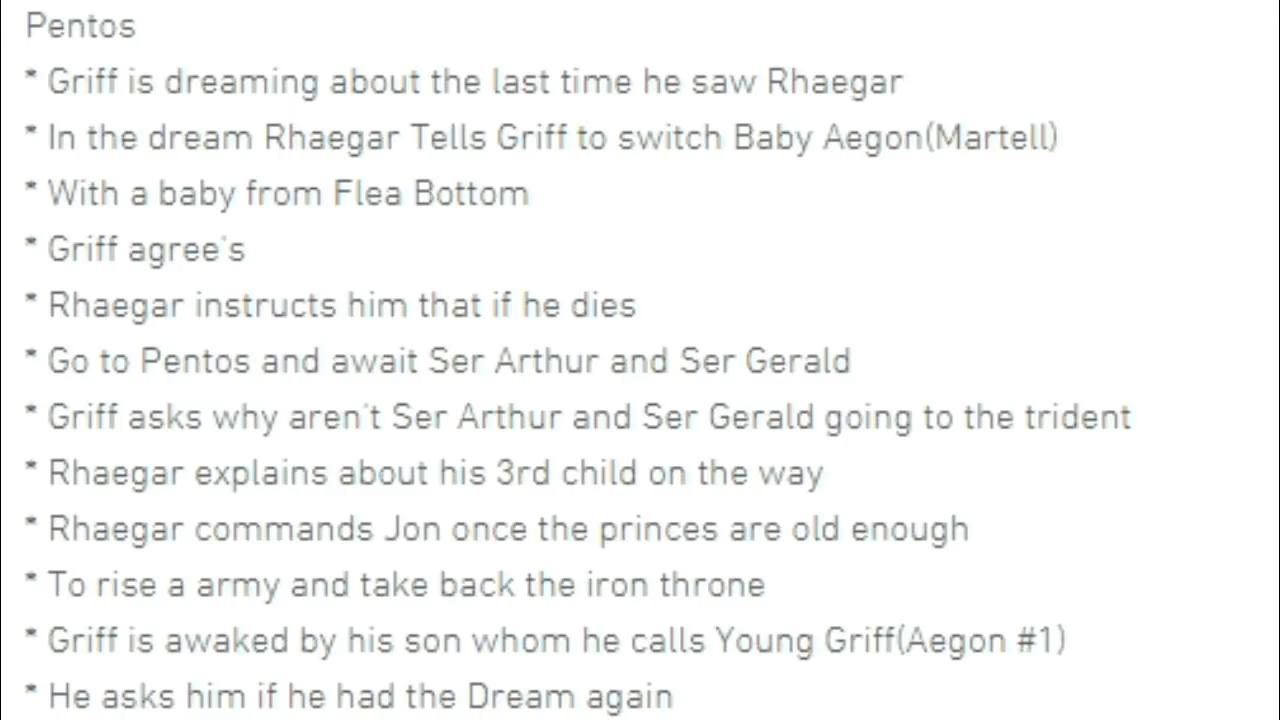 Pentos
* Griff is dreaming about the last time he saw Rhaegar
* In the dream Rhaegar Tells Griff to switch Baby Aegon(Martell)
* With a baby from Flea Bottom
* Griff agree's
* Rhaegar instructs him that if he dies
* Go to Pentos and await Ser Arthur and Ser Gerald
* Griff asks why aren't Ser Arthur and Ser Gerald going to the trident
* Rhaegar explains about his 3rd child on the way
* Rhaegar commands Jon once the princes are old enough
* To rise a army and take back the iron throne
* Griff is awaked by his son whom he calls Young Griff(Aegon #1)
* He asks him if he had the Dream again